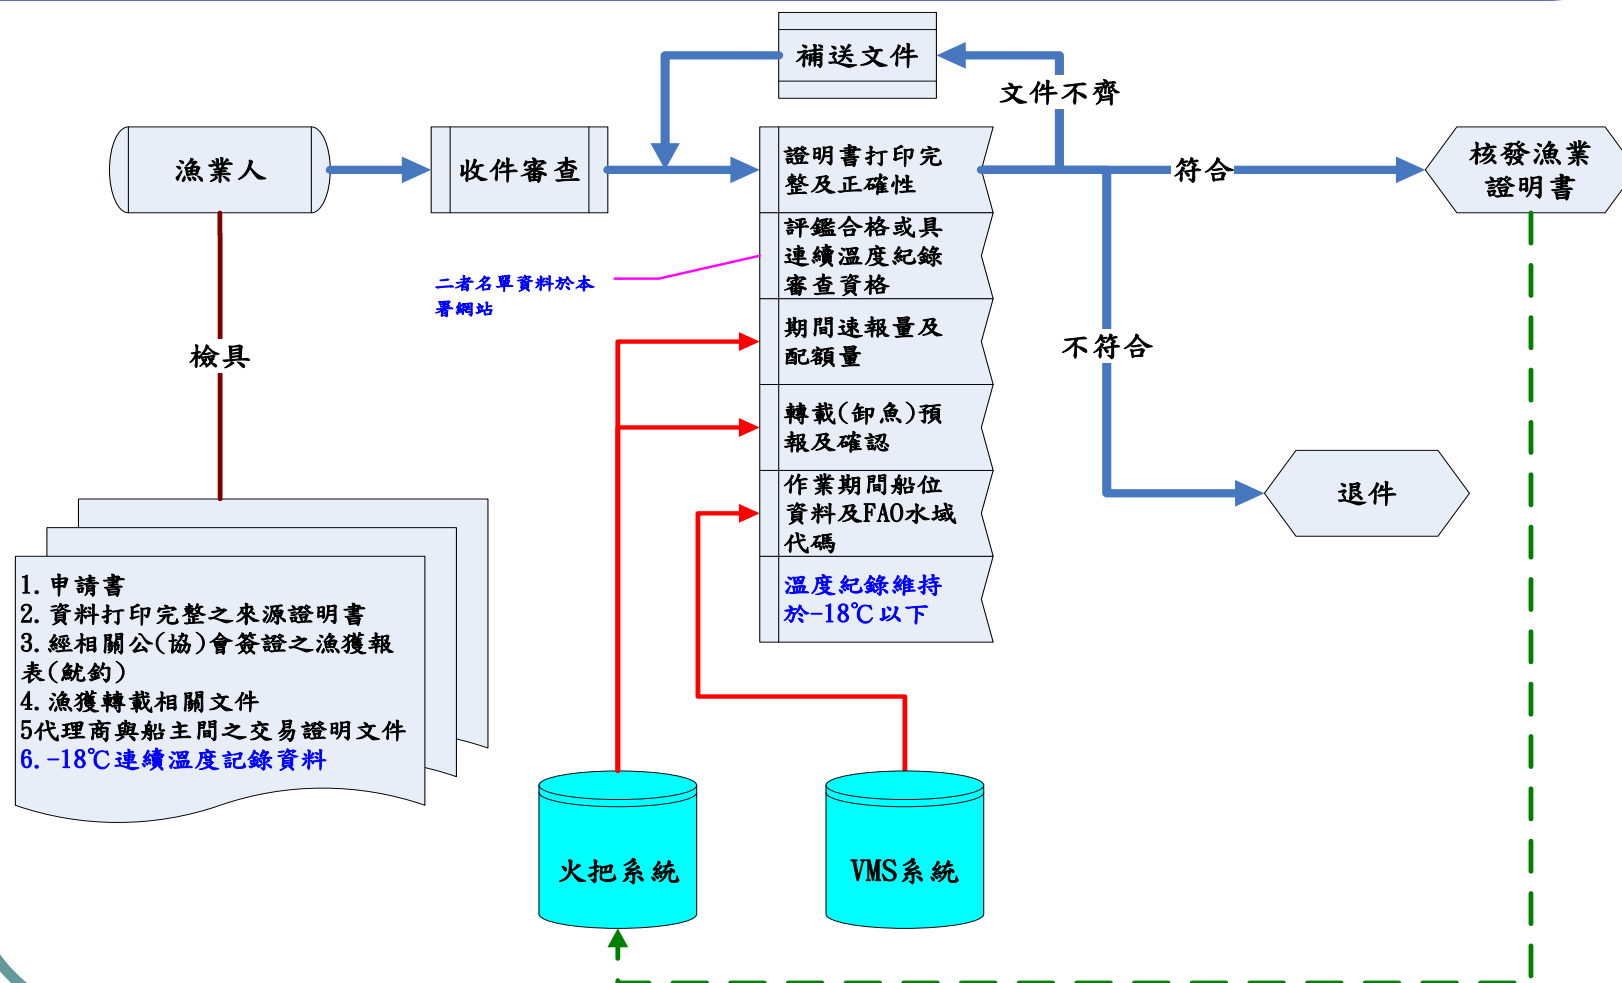 補送文件
文件不齊
漁業人
收件審查
證明書打印完
整及正確性
符合
核發漁業
證明書
評鑑合格或具
連續溫度紀錄
審查資格
二者名單資料於本
署網站
期間速報量及
配額量
不符合
檢具
轉載(卸魚)預
報及確認
作業期間船位
資料及FAO水域
代碼
退件
溫度紀錄維持
於-18℃以下
1.申請書
2.資料打印完整之來源證明書
3.經相關公(協)會簽證之漁獲報
表(魷釣)
4.漁獲轉載相關文件
5代理商與船主間之交易證明文件
6.-18℃連續溫度記錄資料
火把系統
VMS系統